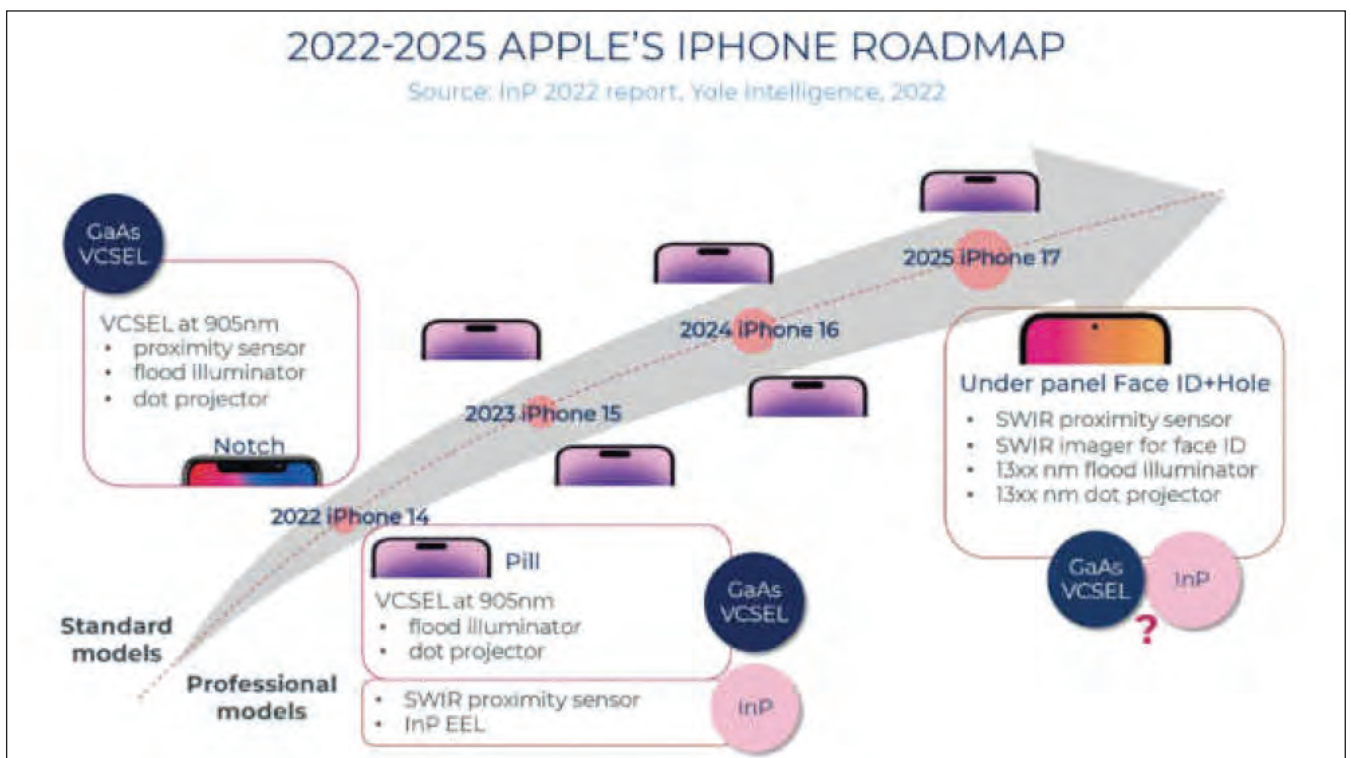 2022-2025 APPLE'S IPHONE ROADMAP
Source: InP 2022 report, Yole Intelligence, 2022
GaAs
VCSEL
VCSEL at 905nm
• proximity sensor
• flood illuminator
• dot projector
Notch
2025 iPhone 17
2024 iPhone 16
2023 iPhone 15
2022 iPhone 14
Under panel Face ID+Hole
• SWIR proximity sensor
• SWIR imager for face ID
• 13xx nm flood illuminator
• 13xx nm dot projector
GaAs
VCSEL
InP
?
Pill
VCSEL at 905nm
• flood illuminator
• dot projector
GaAs
VCSEL
Standard
models
Professional
models
• SWIR proximity sensor
• InP EEL
InP